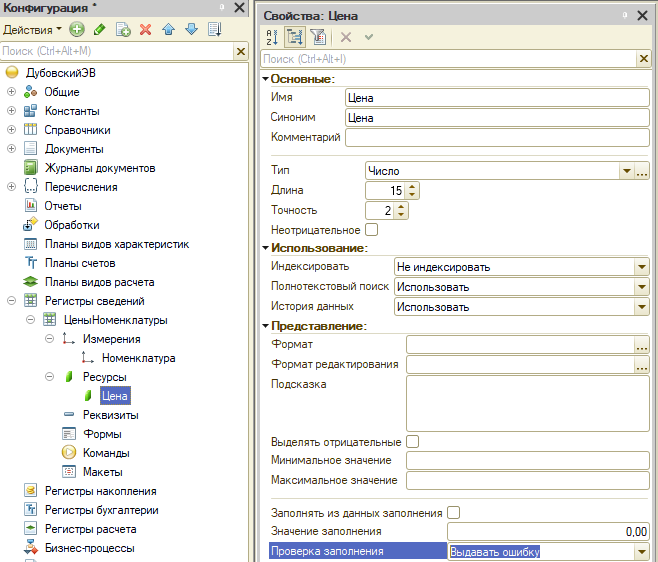 Конфигурация *
Действия
Поиск (Ctrl+Alt+M)
ДубовскийЭВ
Общие
Константы
Справочники
Документы
Журналы документов
Перечисления
Отчеты
Обработки
Планы видов характеристик
Планы счетов
Планы видов расчета
Регистры сведений
ЦеныНоменклатуры
Измерения
Номенклатура
Ресурсы
Цена
Реквизиты
Формы
Команды
Макеты
Регистры накопления
Регистры бухгалтерии
Регистры расчета
Бизнес-процессы
Свойства: Цена
Поиск (Ctrl+Alt+I)
Основные:
Имя Цена
Синоним Цена
Комментарий
Тип Число
Длина 15
Точность 2
Неотрицательное
Использование:
Индексировать Не индексировать
Полнотекстовый поиск Использовать
История данных Использовать
Представление:
Формат
Формат редактирования
Подсказка
Выделять отрицательные
Минимальное значение
Максимальное значение
Заполнять из данных заполнения
Значение заполнения 0,00
Проверка заполнения Выдавать ошибку